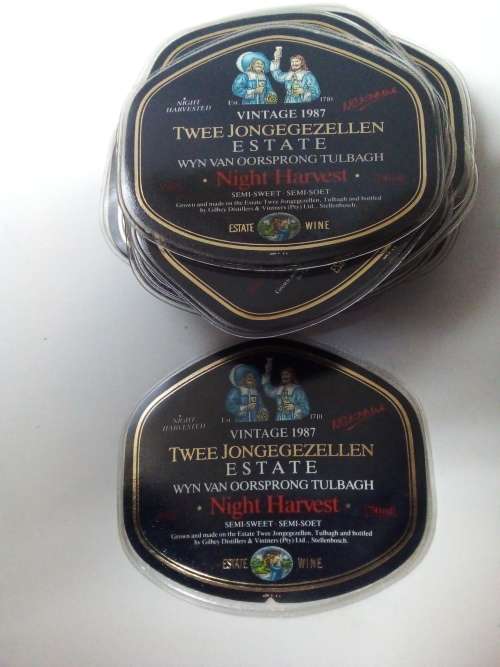 NIGHT
HARVESTED
Est 1710
VINTAGE 1987
TWEE JONGEGEZELLEN
ESTATE
WYN VAN OORSPRONG TULBAGH
· Night Harvest ·
SEMI-SWEET · SEMI-SOET
Grown and made on the Estate Twee Jongegezellen, Tulbagh and bottled
by Gilbey Distillers & Vintners (Pty) Ltd., Stellenbosch.
ESTATE WINE
NIGHT
HARVESTED
Est 1710
VINTAGE 1987
TWEE JONGEGEZELLEN
ESTATE
WYN VAN OORSPRONG TULBAGH
· Night Harvest · 750ml
SEMI-SWEET · SEMI-SOET
Grown and made on the Estate Twee Jongegezellen, Tulbagh and bottled
by Gilbey Distillers & Vintners (Pty) Ltd., Stellenbosch.
ESTATE WINE